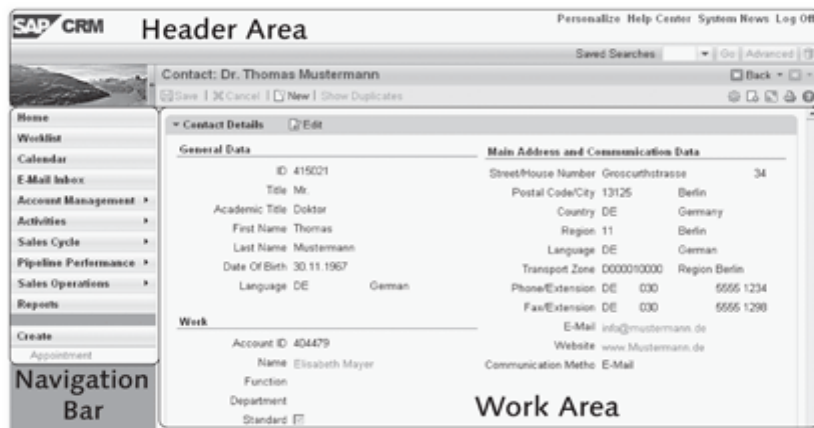 SAP CRM Header Area
Personalize Help Center System News Log Off
Saved Searches Go Advanced
Contact: Dr. Thomas Mustermann Back
Save Cancel New Show Duplicates
Home
Worklist
Calendar
E-Mail Inbox
Account Management
Activities
Sales Cycle
Pipeline Performance
Sales Operations
Reports
Create
Appointment
Navigation
Bar
Contact Details Edit
General Data
ID 415021
Title Mr.
Academic Title Doktor
First Name Thomas
Last Name Mustermann
Date Of Birth 30.11.1967
Language DE German
Work
Account ID 404479
Name Elisabeth Mayer
Function
Department
Standard
Main Address and Communication Data
Street/House Number Groscurthstrasse 34
Postal Code/City 13125 Berlin
Country DE Germany
Region 11 Berlin
Language DE German
Transport Zone D000010000 Region Berlin
Phone/Extension DE 030 5555 1234
Fax/Extension DE 030 5555 1298
E-Mail info@mustermann.de
Website www.Mustermann.de
Communication Metho E-Mail
Work Area